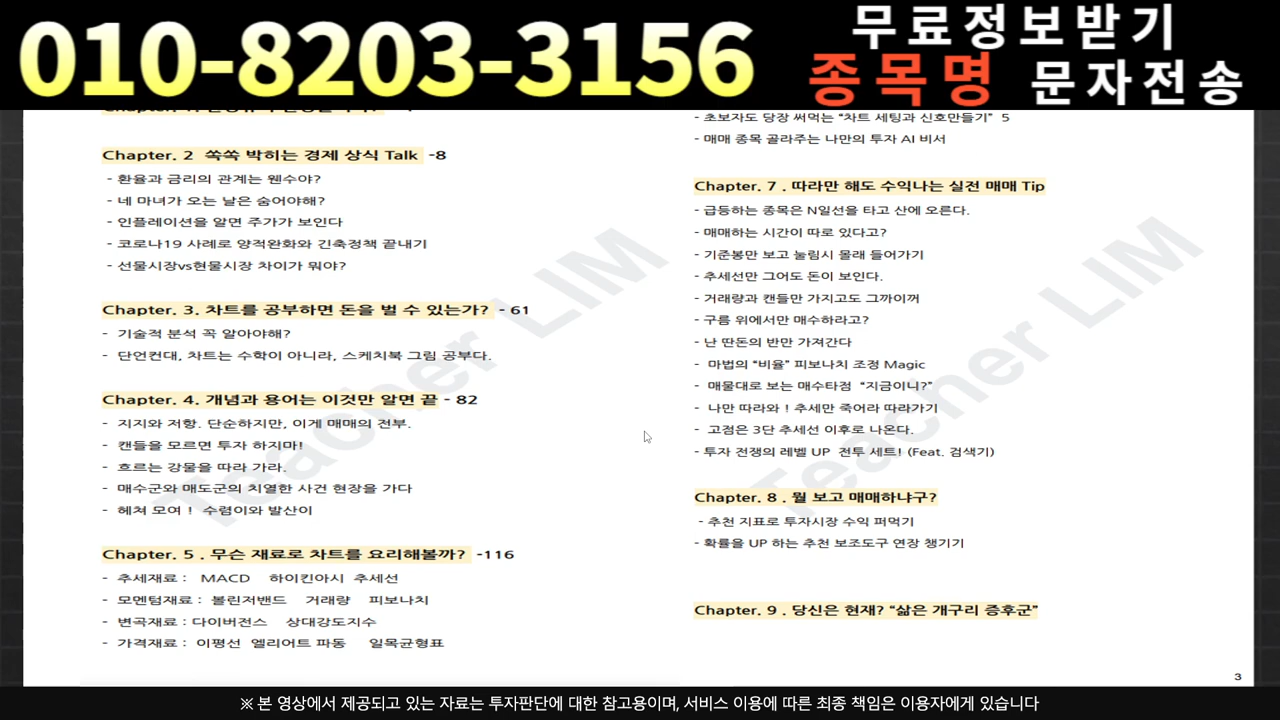 010-8203-3156
무료정보받기
종목명 문자전송
Chapter. 2 쏙쏙 박히는 경제 상식 Talk -8
- 환율과 금리의 관계는 웬수야?
- 네 마녀가 오는 날은 숨어야해?
- 인플레이션을 알면 주가가 보인다
- 코로나19 사례로 양적완화와 긴축정책 끝내기
- 선물시장vs현물시장 차이가 뭐야?
Chapter. 3. 차트를 공부하면 돈을 벌 수 있는가? - 61
- 기술적 분석 꼭 알아야해?
- 단언컨대, 차트는 수학이 아니라, 스케치북 그림 공부다.
Chapter. 4. 개념과 용어는 이것만 알면 끝 - 82
- 지지와 저항. 단순하지만, 이게 매매의 전부.
- 캔들을 모르면 투자 하지마!
- 흐르는 강물을 따라 가라.
- 매수군와 매도군의 치열한 사건 현장을 가다
- 헤쳐 모여 ! 수렴이와 발산이
Chapter. 5 . 무슨 재료로 차트를 요리해볼까? -116
- 추세재료 : MACD 하이킨아시 추세선
- 모멘텀재료 : 볼린저밴드 거래량 피보나치
- 변곡재료 : 다이버전스 상대강도지수
- 가격재료 : 이평선 엘리어트 파동 일목균형표
- 초보자도 당장 써먹는 “차트 세팅과 신호만들기” 5
- 매매 종목 골라주는 나만의 투자 AI 비서
Chapter. 7 . 따라만 해도 수익나는 실전 매매 Tip
- 급등하는 종목은 N일선을 타고 산에 오른다.
- 매매하는 시간이 따로 있다고?
- 기준봉만 보고 눌림시 몰래 들어가기
- 추세선만 그어도 돈이 보인다.
- 거래량과 캔들만 가지고도 그까이꺼
- 구름 위에서만 매수하라고?
- 난 딴돈의 반만 가져간다
- 마법의 “비율” 피보나치 조정 Magic
- 매물대로 보는 매수타점 “지금이니?”
- 나만 따라와 ! 추세만 죽어라 따라가기
- 고점은 3단 추세선 이후로 나온다.
- 투자 전쟁의 레벨 UP 전투 세트! (Feat. 검색기)
Chapter. 8 . 뭘 보고 매매하냐구?
- 추천 지표로 투자시장 수익 퍼먹기
- 확률을 UP 하는 추천 보조도구 연장 챙기기
Chapter. 9 . 당신은 현재? “삶은 개구리 증후군”
3
Teacher LIM
Teacher LIM
※ 본 영상에서 제공되고 있는 자료는 투자판단에 대한 참고용이며, 서비스 이용에 따른 최종 책임은 이용자에게 있습니다